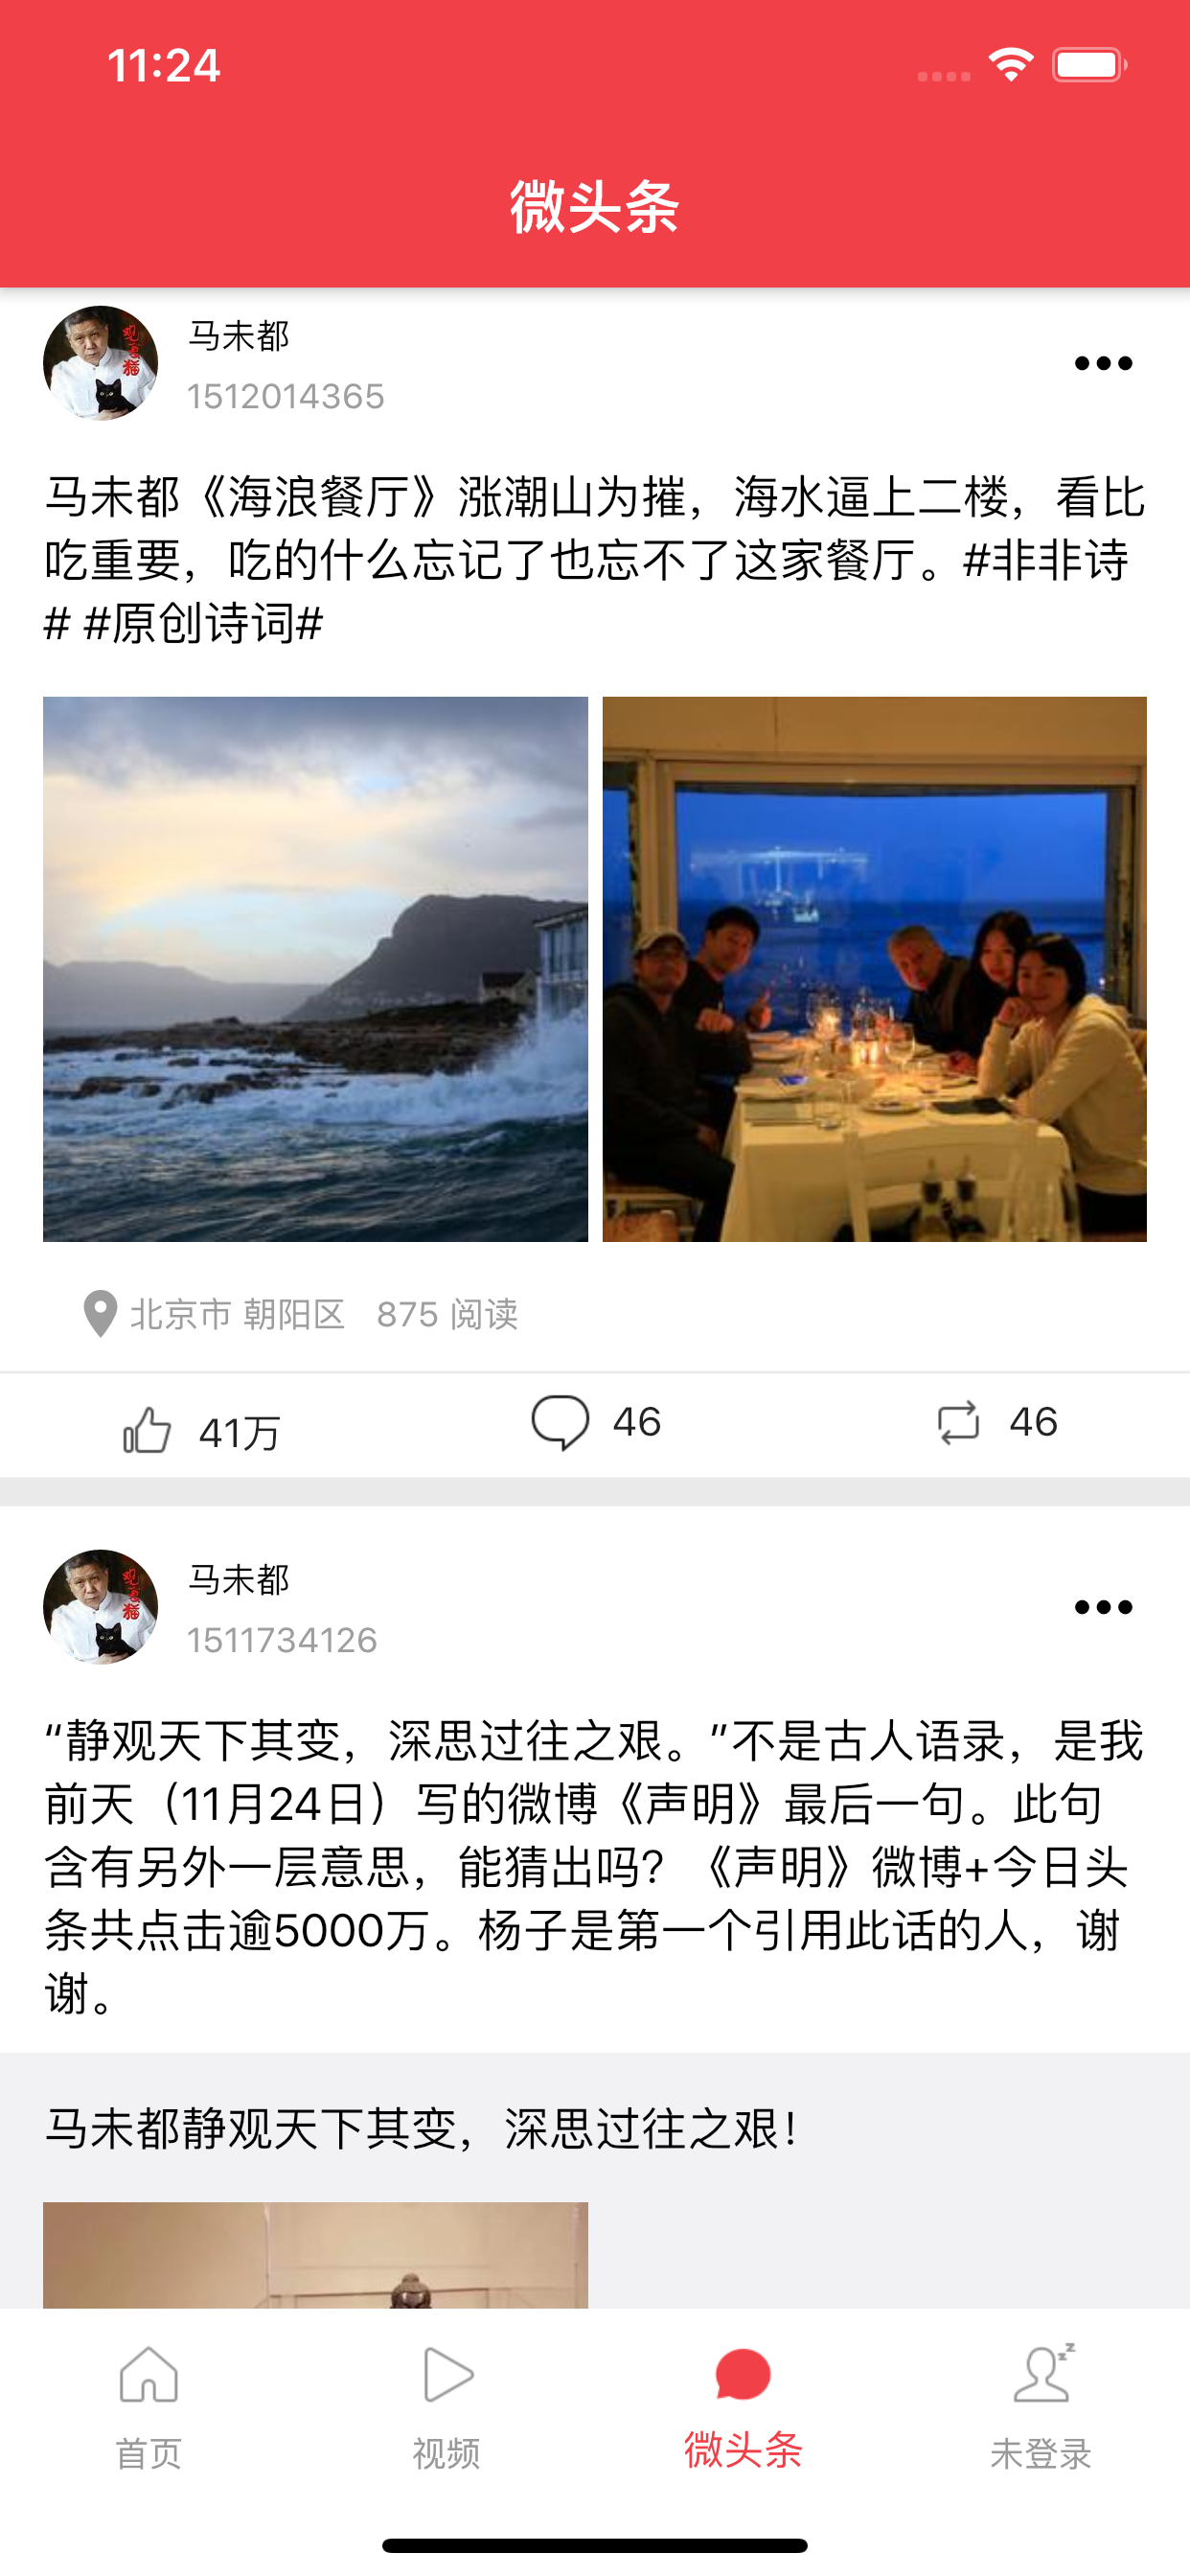 11:24
微头条
马未都
1512014365
马未都《海浪餐厅》涨潮山为摧，海水逼上二楼，看比
吃重要，吃的什么忘记了也忘不了这家餐厅。#非非诗
# #原创诗词#
北京市 朝阳区 875 阅读
41万 46 46
马未都
1511734126
“静观天下其变，深思过往之艰。”不是古人语录，是我
前天（11月24日）写的微博《声明》最后一句。此句
含有另外一层意思，能猜出吗？《声明》微博+今日头
条共点击逾5000万。杨子是第一个引用此话的人，谢
谢。
马未都静观天下其变，深思过往之艰！
首页 视频 微头条 未登录